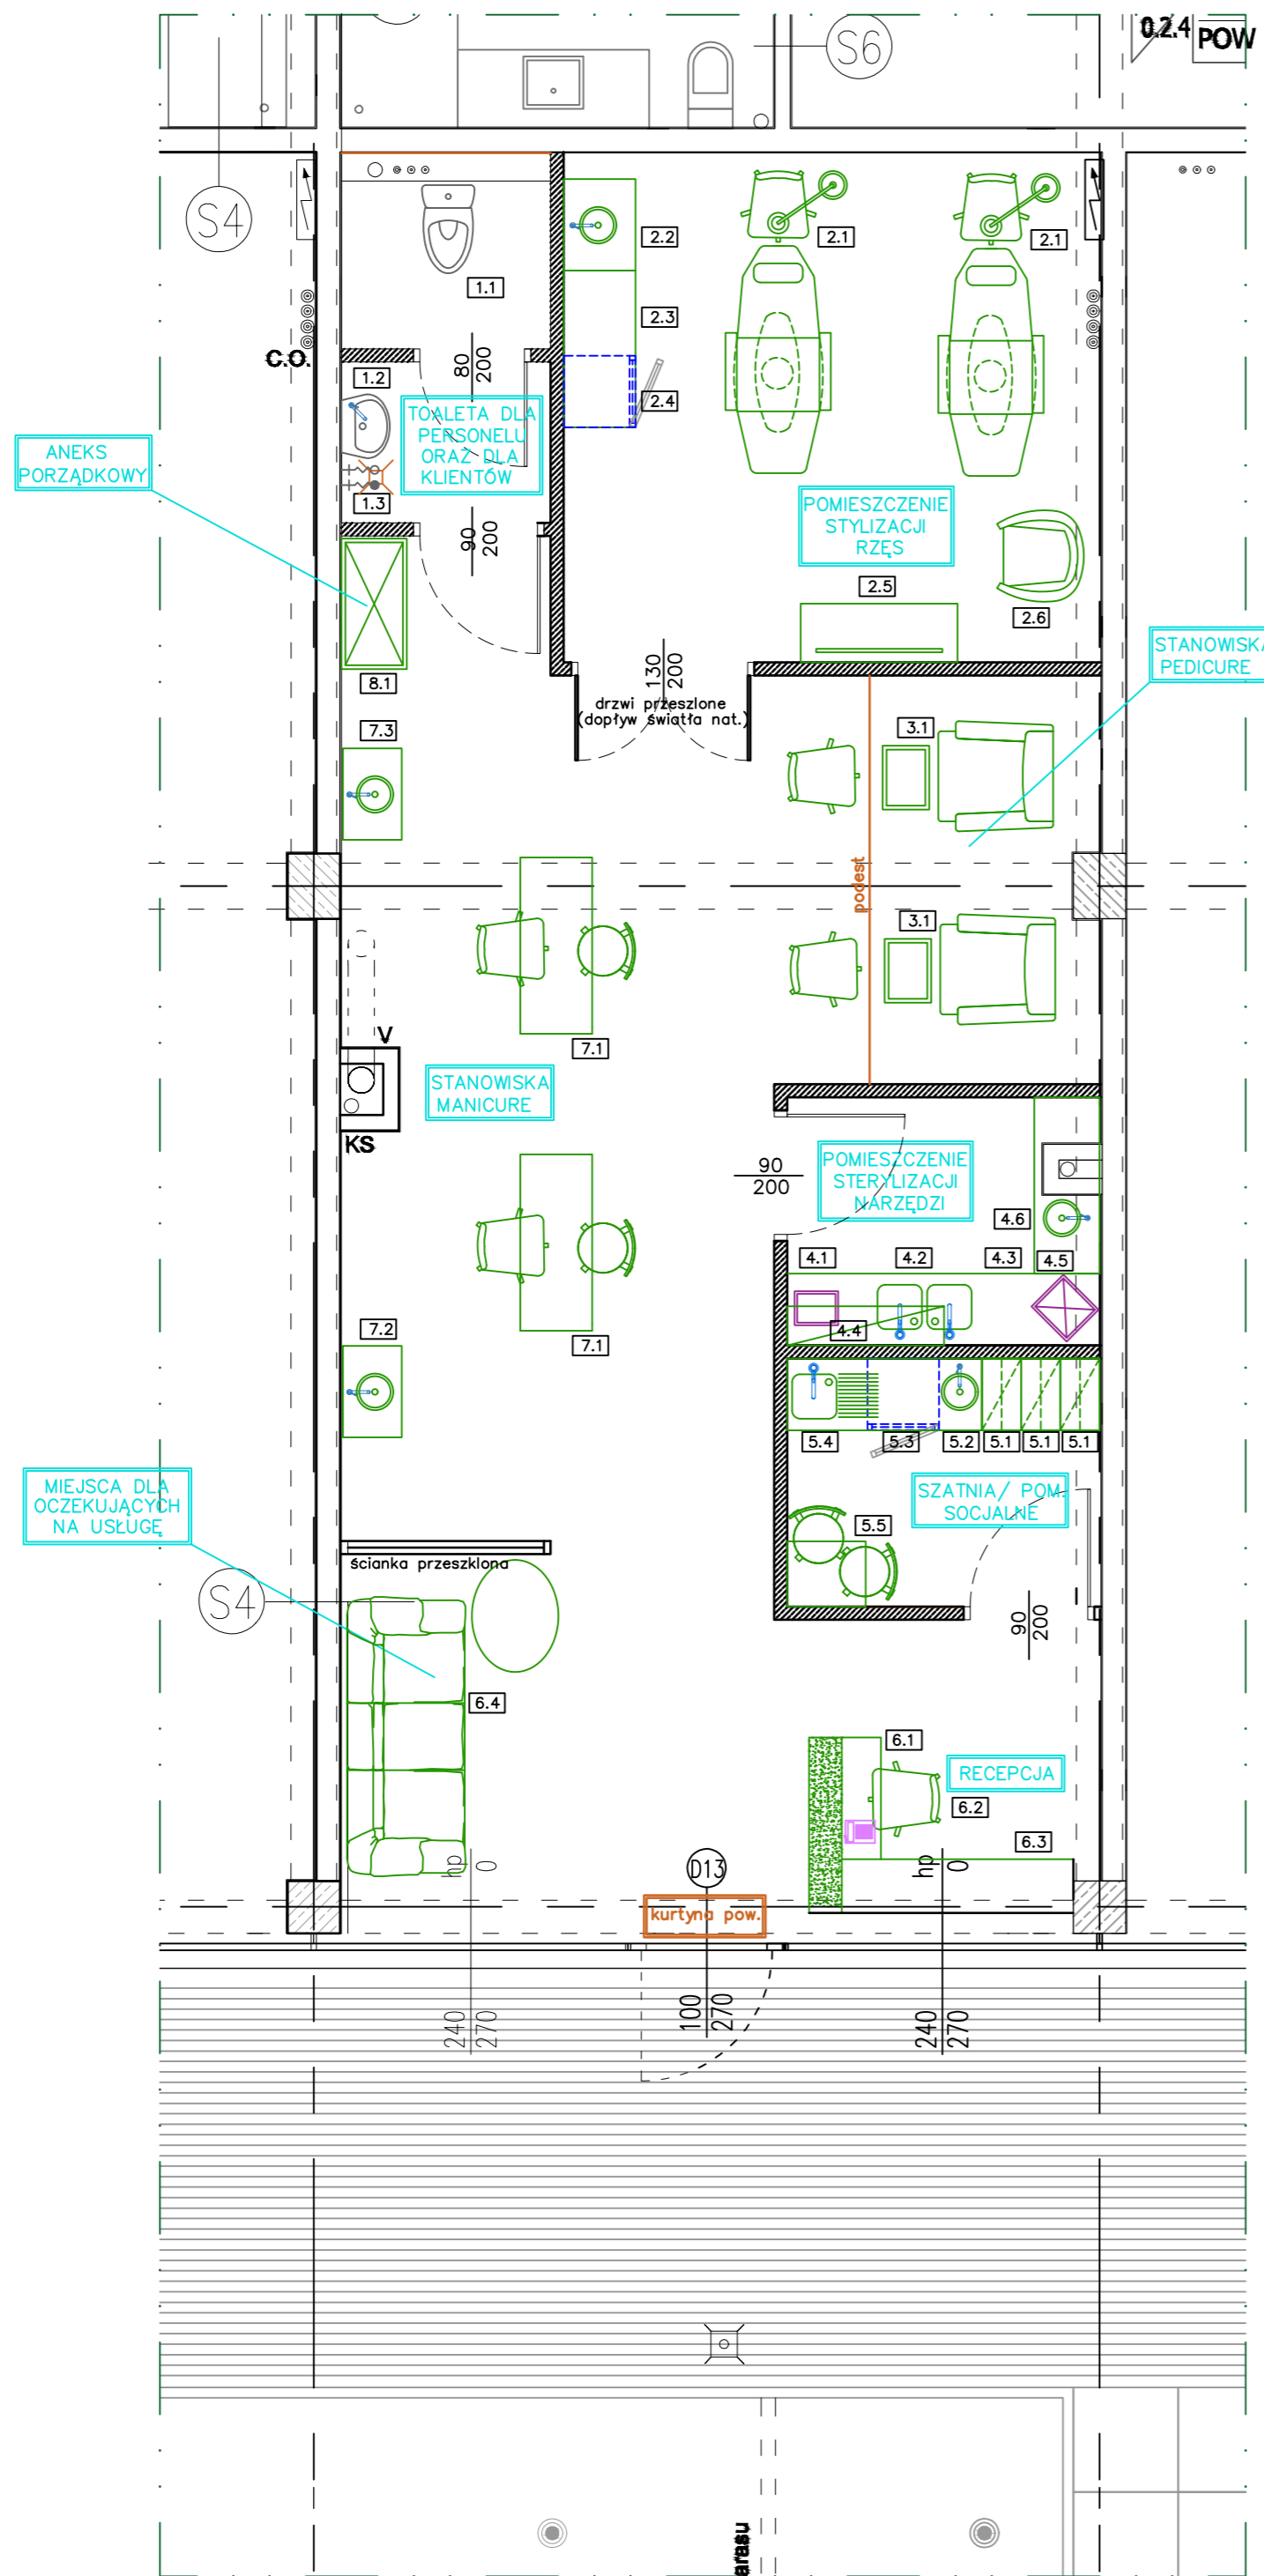 0.2.4
POW
S6
S4
2.2
2.1
2.1
1.1
2.3
C.O.
80
200
1.2
2.4
TOALETA DLA
PERSONELU
ORAZ DLA
KLIENTÓW
ANEKS
PORZĄDKOWY
1.3
POMIESZCZENIE
STYLIZACJI
RZĘS
90
200
2.5
2.6
STANOWISKA
PEDICURE
130
200
8.1
drzwi przeszlone
(dopływ światła nat.)
7.3
3.1
podest
3.1
V
7.1
STANOWISKA
MANICURE
KS
90
200
POMIESZCZENIE
STERYLIZACJI
NARZĘDZI
4.6
4.1
4.2
4.3
4.5
7.2
4.4
7.1
5.4
5.3
5.2
5.1
5.1
5.1
MIEJSCA DLA
OCZEKUJĄCYCH
NA USŁUGĘ
SZATNIA/ POM.
SOCJALNE
5.5
ścianka przeszklona
S4
90
200
6.4
6.1
RECEPCJA
6.2
6.3
hp
0
D13
hp
0
kurtyna pow.
240
270
100
270
240
270
arasu